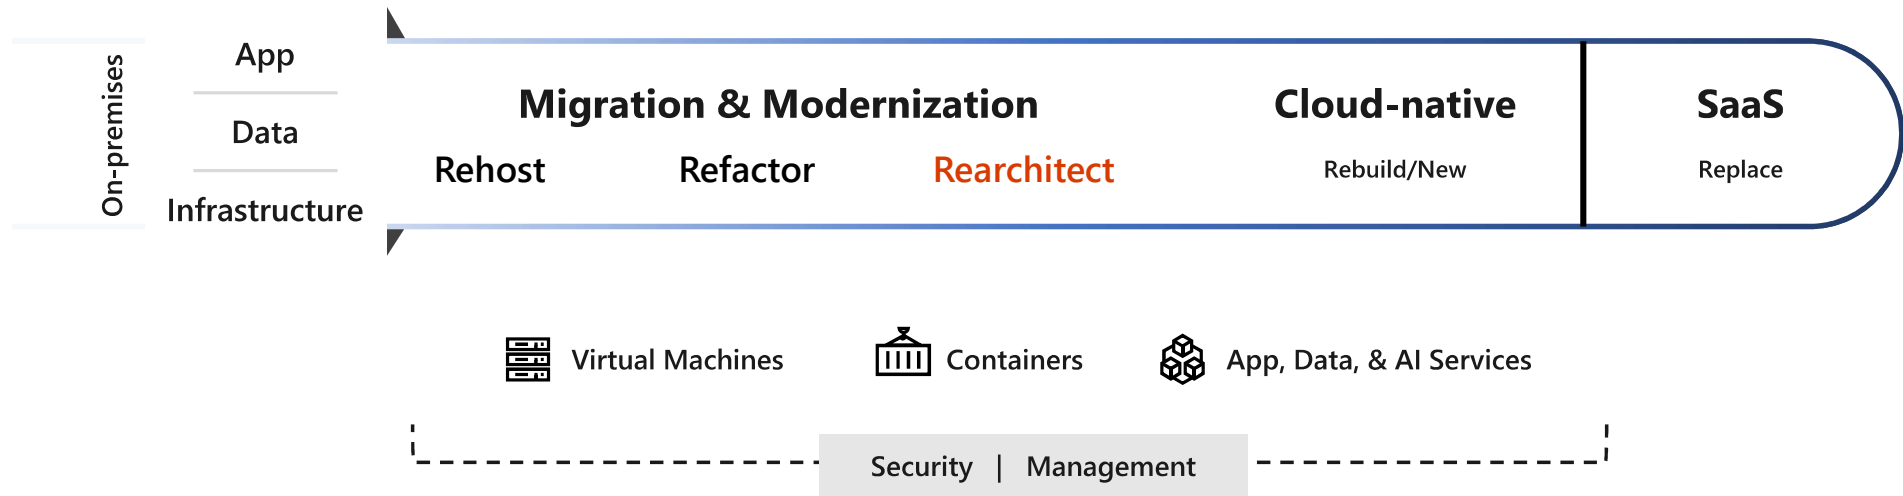 On-premises
App
Data
Infrastructure
Migration & Modernization
Rehost
Refactor
Rearchitect
Cloud-native
Rebuild/New
SaaS
Replace
Virtual Machines
Containers
App, Data, & AI Services
Security | Management